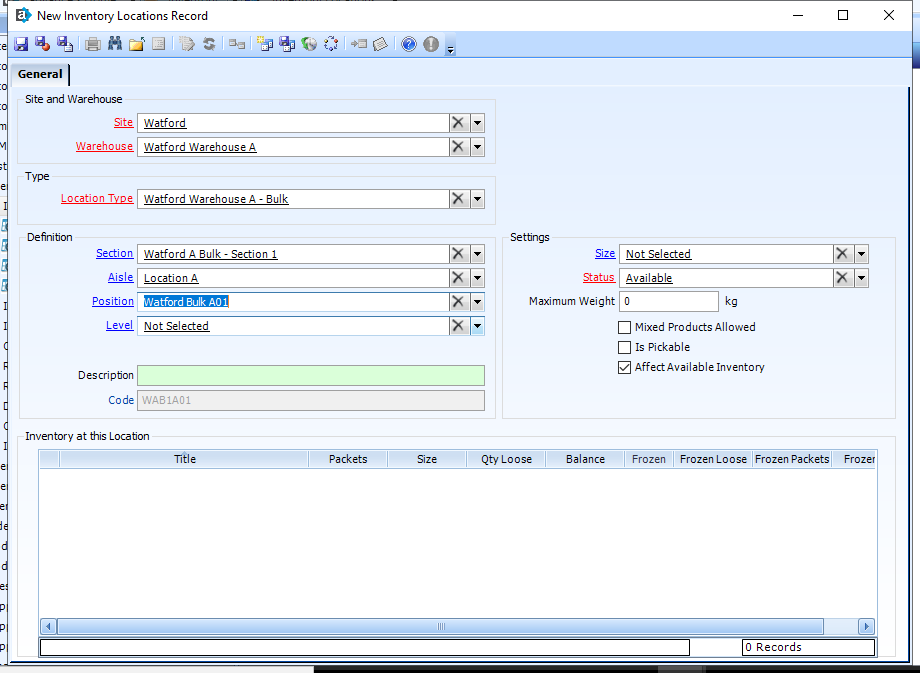 New Inventory Locations Record
General
Site and Warehouse
Site Watford
Warehouse Watford Warehouse A
Type
Location Type Watford Warehouse A - Bulk
Definition
Section Watford A Bulk - Section 1
Aisle Location A
Position Watford Bulk A01
Level Not Selected
Description
Code WAB1A01
Settings
Size Not Selected
Status Available
Maximum Weight 0 kg
Mixed Products Allowed
Is Pickable
Affect Available Inventory
Inventory at this Location
Title Packets Size Qty Loose Balance Frozen Frozen Loose Frozen Packets Frozen
0 Records